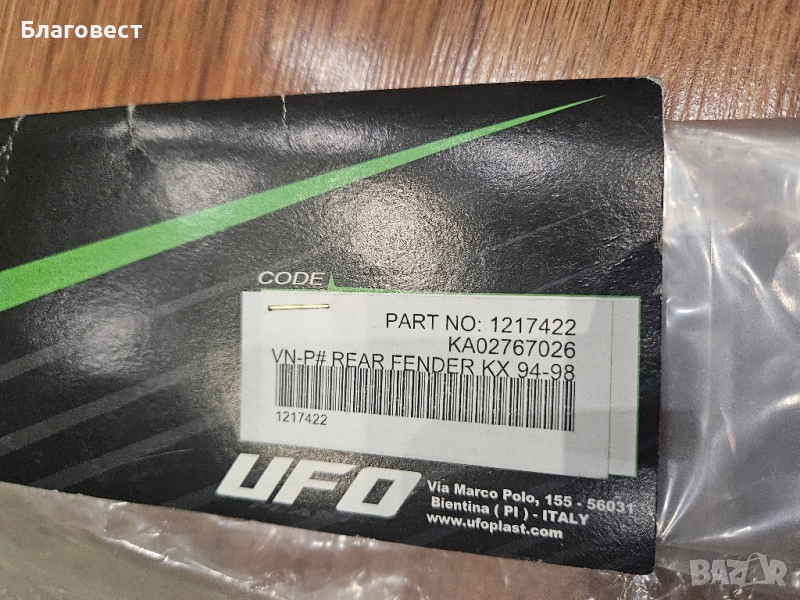 Благовест
CODE
PART NO: 1217422
KA02767026
VN-P# REAR FENDER KX 94-98
1217422
UFO
Via Marco Polo, 155 - 56031
Bientina ( PI ) - ITALY
www.ufoplast.com
BAZAR